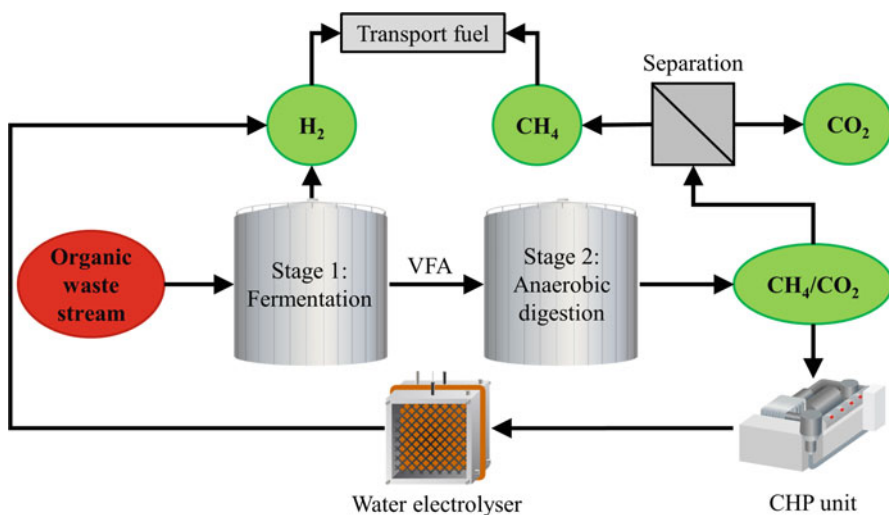 Transport fuel
Separation
H₂
CH₄
CO₂
Organic
waste
stream
Stage 1:
Fermentation
VFA
Stage 2:
Anaerobic
digestion
CH₄/CO₂
Water electrolyser
CHP unit